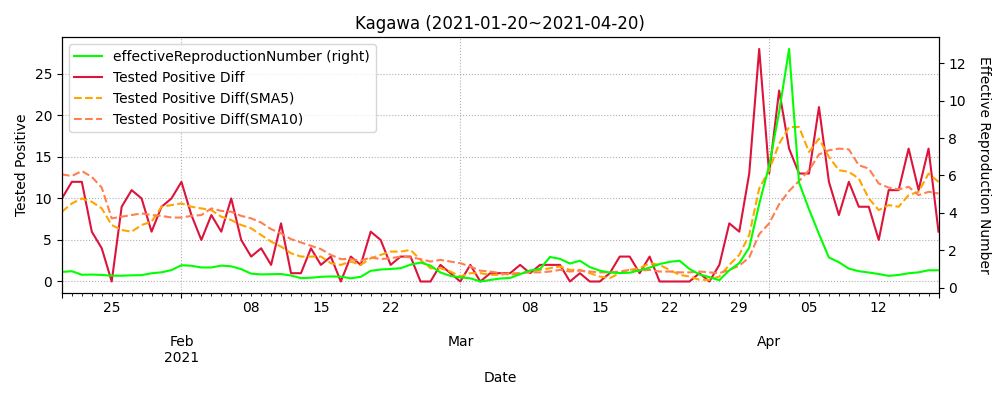 Kagawa (2021-01-20~2021-04-20)
effectiveReproductionNumber (right)
Tested Positive Diff
Tested Positive Diff(SMA5)
Tested Positive Diff(SMA10)
Tested Positive
25
20
15
10
5
0
Effective Reproduction Number
12
10
8
6
4
2
0
25 08 15 22 08 15 22 29 05 12
Feb Mar Apr
2021
Date